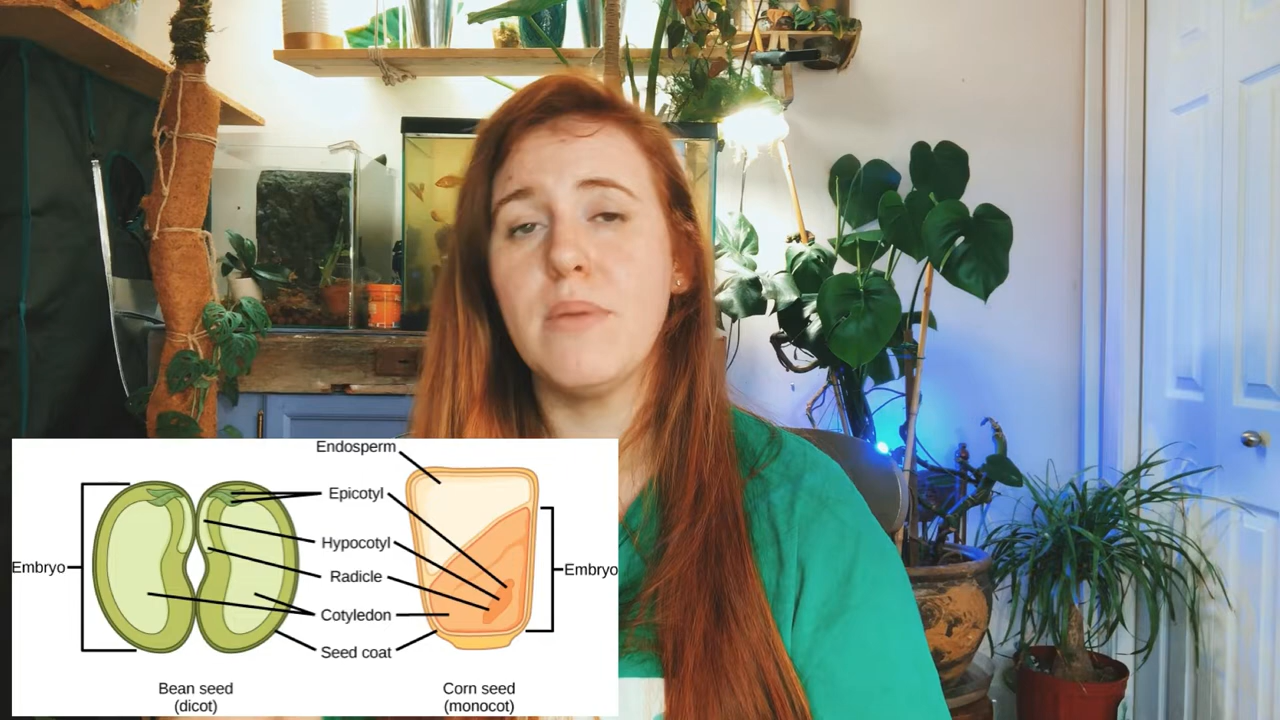 Endosperm
Epicotyl
Hypocotyl
Radicle
Cotyledon
Seed coat
Embryo
Embryo
Bean seed
(dicot)
Corn seed
(monocot)